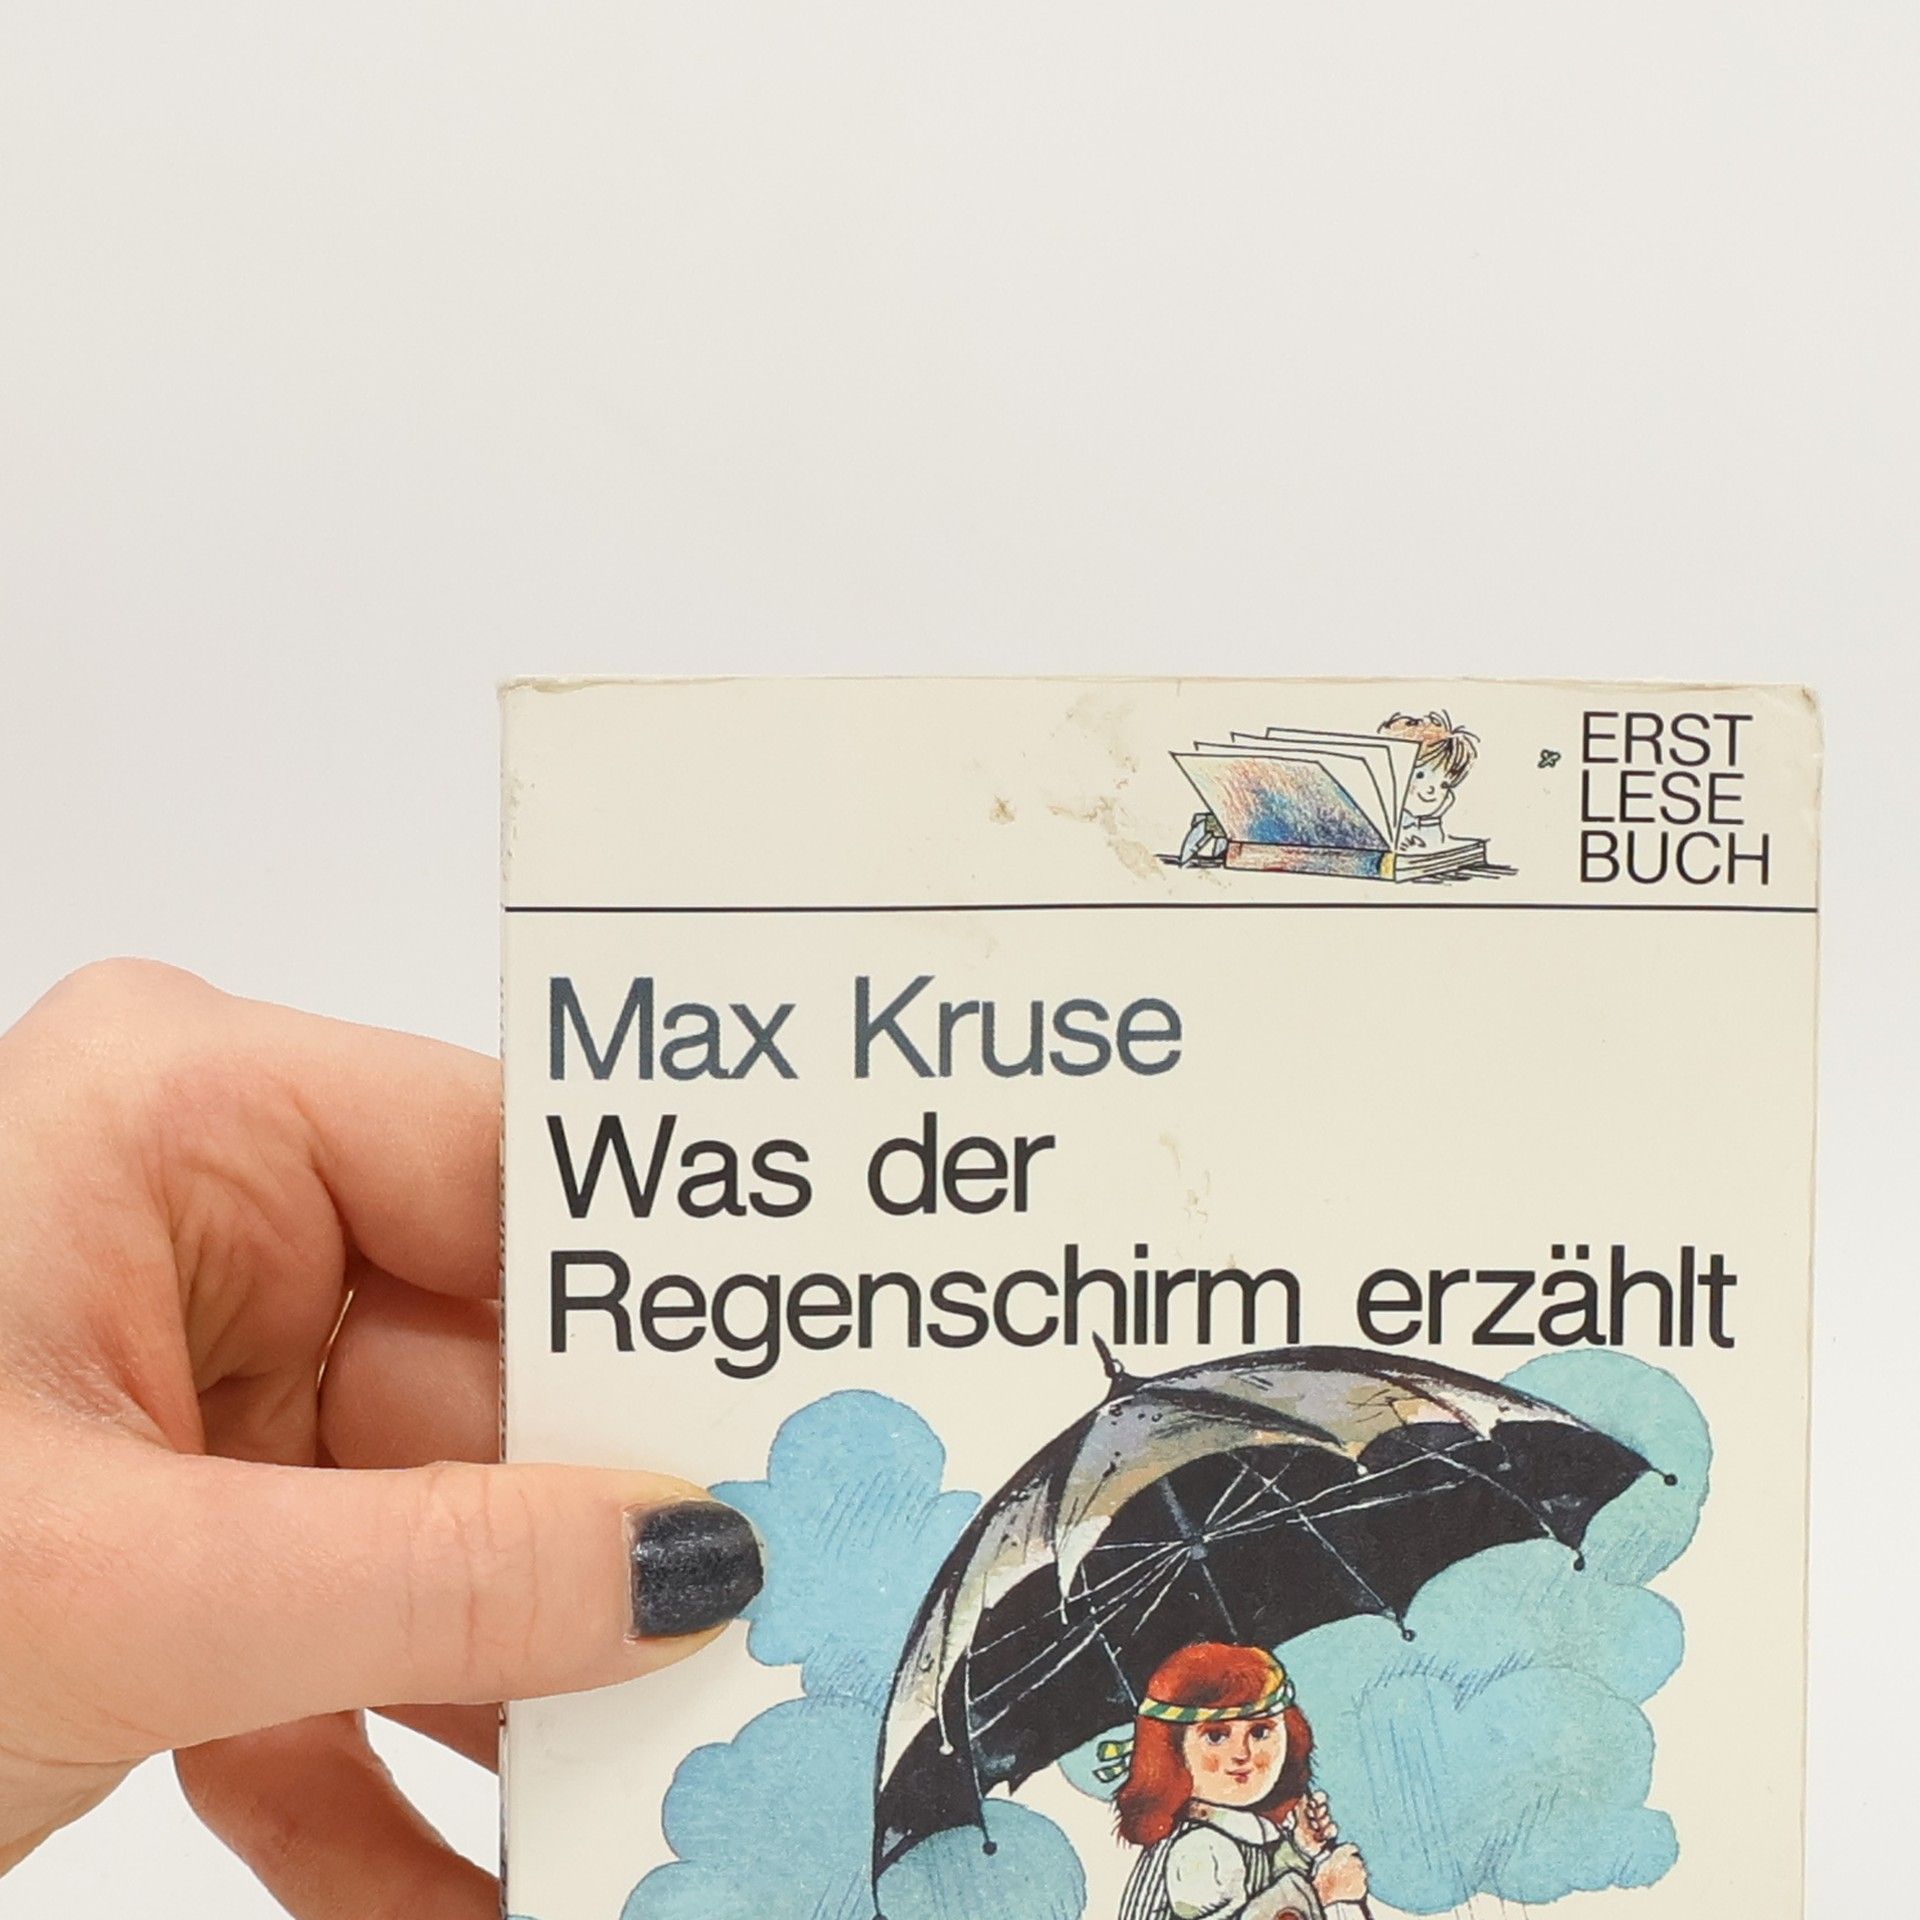 ERST
LESE
BUCH
Max Kruse
Was der
Regenschirm erzählt